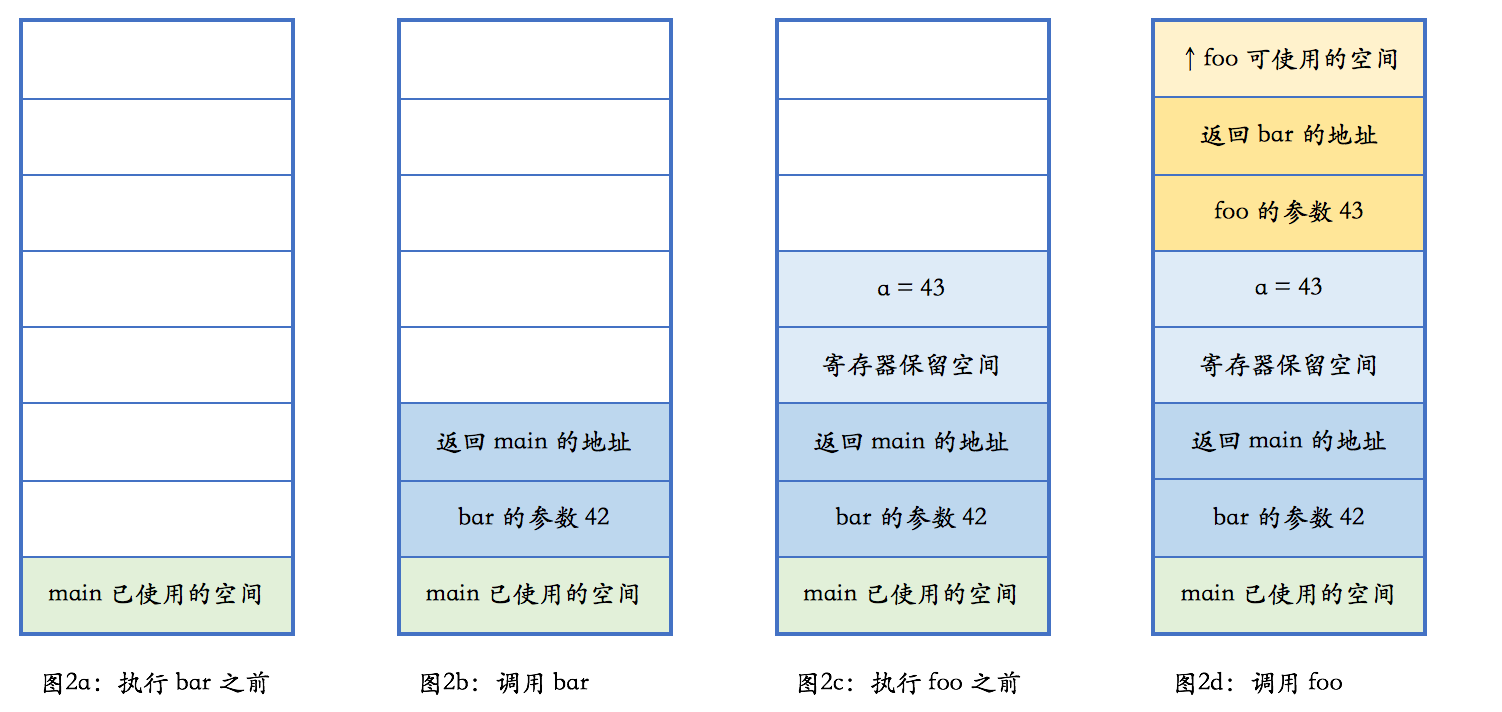 main 已使用的空间
图2a：执行 bar 之前
返回 main 的地址
bar 的参数 42
main 已使用的空间
图2b：调用 bar
a = 43
寄存器保留空间
返回 main 的地址
bar 的参数 42
main 已使用的空间
图2c：执行 foo 之前
↑ foo 可使用的空间
返回 bar 的地址
foo 的参数 43
a = 43
寄存器保留空间
返回 main 的地址
bar 的参数 42
main 已使用的空间
图2d：调用 foo